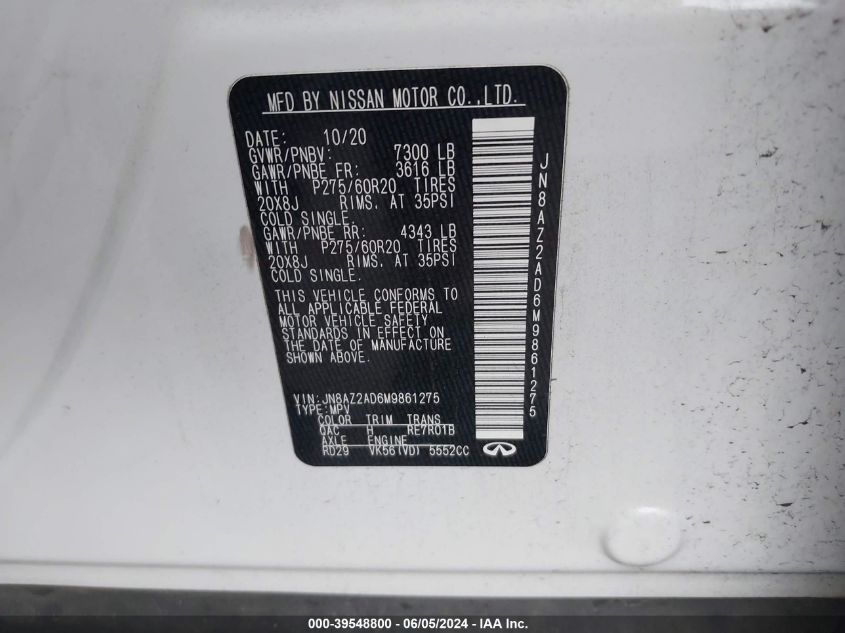 MFD BY NISSAN MOTOR CO.,LTD.
DATE: 10/20
GVWR/PNBV: 7300 LB
GAWR/PNBE FR: 3616 LB
WITH P275/60R20 TIRES
20X8J RIMS, AT 35PSI
COLD SINGLE.
GAWR/PNBE RR: 4343 LB
WITH P275/60R20 TIRES
20X8J RIMS, AT 35PSI
COLD SINGLE.
THIS VEHICLE CONFORMS TO
ALL APPLICABLE FEDERAL
MOTOR VEHICLE SAFETY
STANDARDS IN EFFECT ON
THE DATE OF MANUFACTURE
SHOWN ABOVE.
VIN:JN8AZ2AD6M9861275
TYPE:MPV
COLOR TRIM TRANS
QAC H RE7R01B
AXLE ENGINE
RD29 VK56(VD) 5552CC
JN8AZ2AD6M9861275
000-39548800 - 06/05/2024 - IAA Inc.